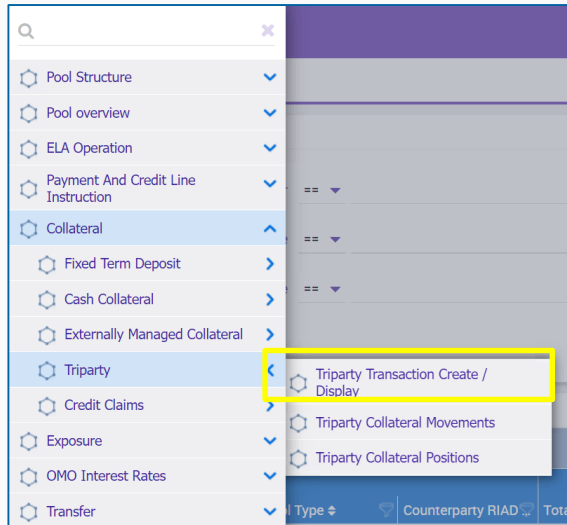 Pool Structure
Pool overview
ELA Operation
Payment And Credit Line
Instruction
==
Collateral
==
Fixed Term Deposit
==
Cash Collateral
Externally Managed Collateral
Triparty
Triparty Transaction Create /
Display
Credit Claims
Triparty Collateral Movements
Exposure
Triparty Collateral Positions
OMO Interest Rates
Transfer
Type
Counterparty RIAD ...